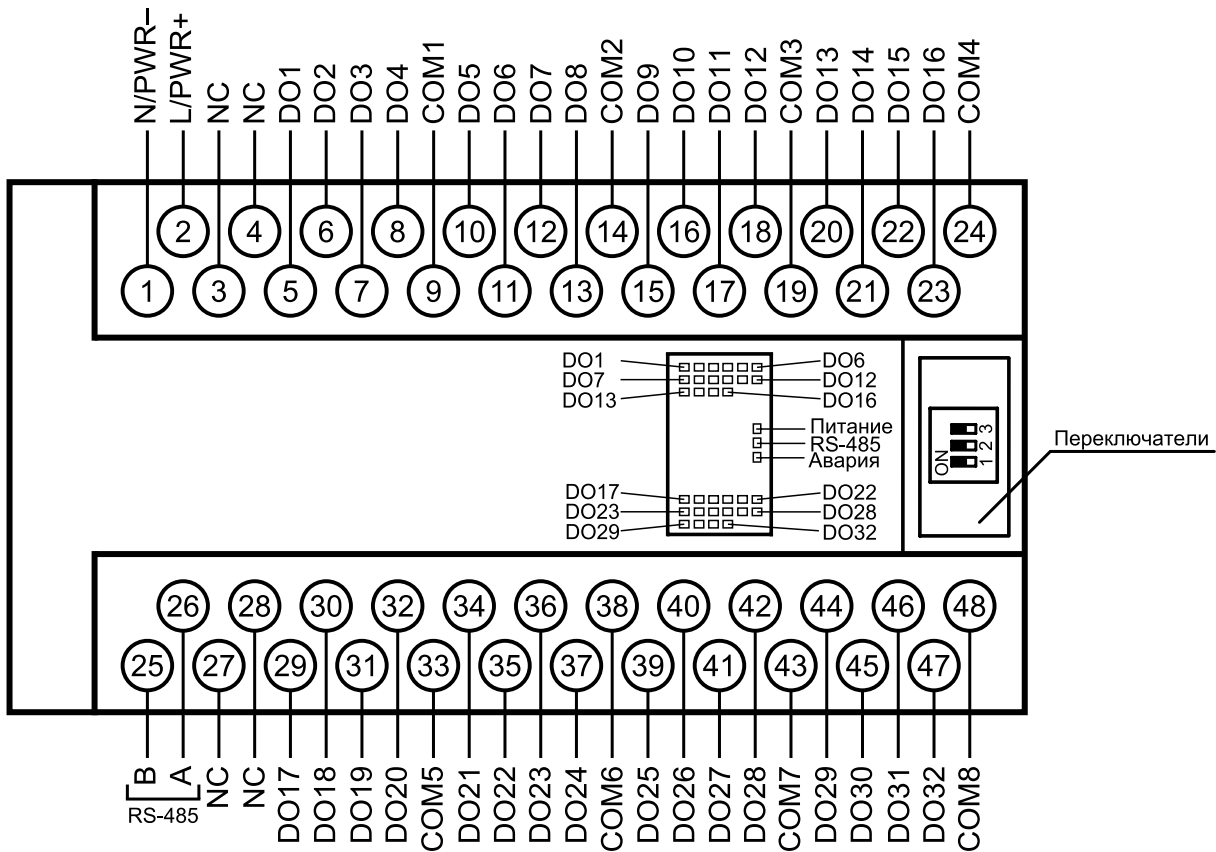 N/PWR−
L/PWR+
NC
NC
DO1
DO2
DO3
DO4
COM1
DO5
DO6
DO7
DO8
COM2
DO9
DO10
DO11
DO12
COM3
DO13
DO14
DO15
DO16
COM4
2 4 6 8 10 12 14 16 18 20 22 24
1 3 5 7 9 11 13 15 17 19 21 23
DO1 DO6
DO7 DO12
DO13 DO16
Питание
RS-485
Авария
ON
1 2 3
Переключатели
DO17 DO22
DO23 DO28
DO29 DO32
26 28 30 32 34 36 38 40 42 44 46 48
25 27 29 31 33 35 37 39 41 43 45 47
B
A
RS-485
NC
NC
DO17
DO18
DO19
DO20
COM5
DO21
DO22
DO23
DO24
COM6
DO25
DO26
DO27
DO28
COM7
DO29
DO30
DO31
DO32
COM8